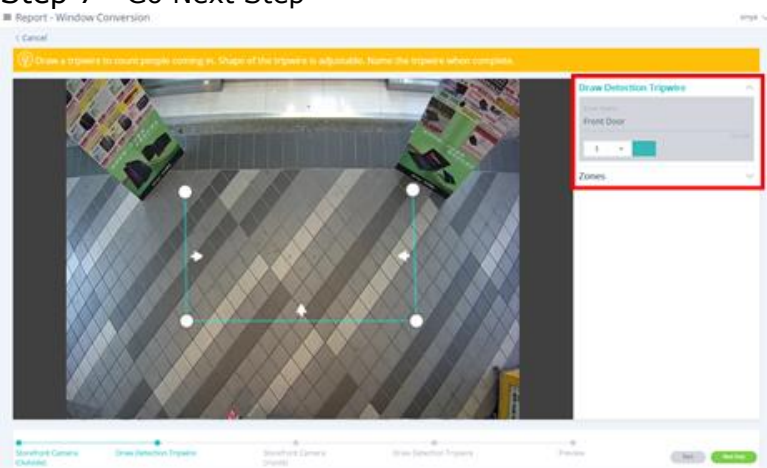 Step 7 – Go Next Step
Report - Window Conversion
< Cancel
Draw a tripwire to count people coming in. Shape of the tripwire is adjustable. Name the tripwire when complete.
Draw Detection Tripwire
Front Door
1
Zones
Storefront Camera
(Outside)
Draw Detection Tripwire
Storefront Camera
(Inside)
Draw Detection Tripwire
Preview
Next Step